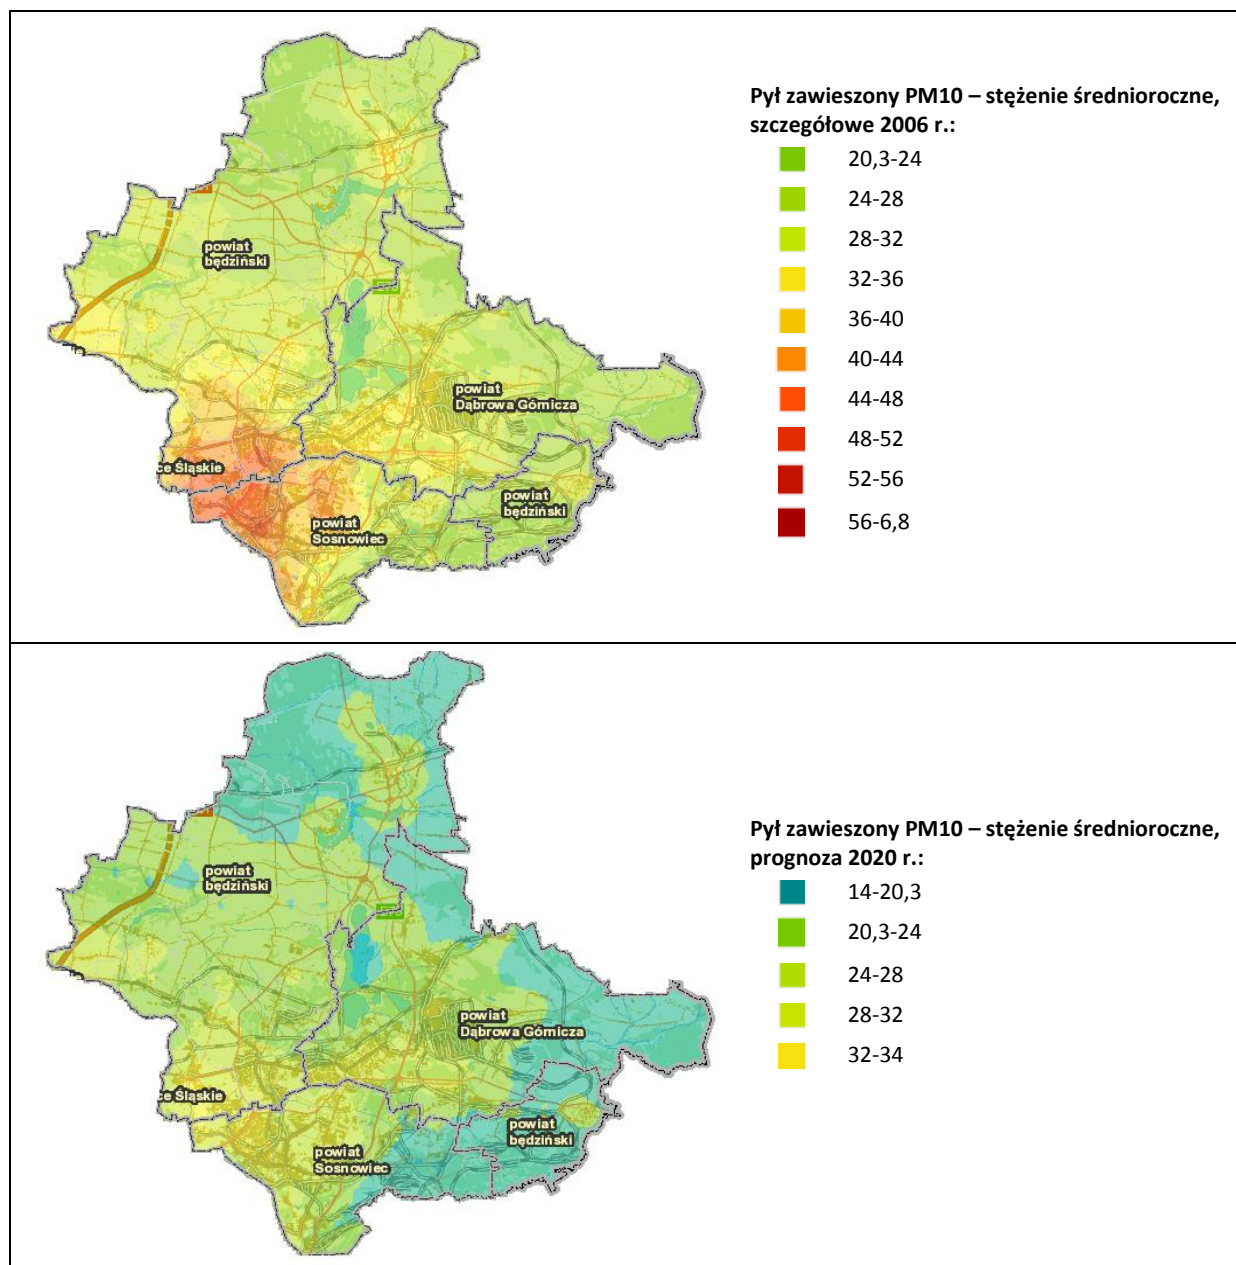 Pył zawieszony PM10 – stężenie średnioroczne,
szczegółowe 2006 r.:
20,3-24
24-28
28-32
32-36
36-40
40-44
44-48
48-52
52-56
56-6,8
powiat
będziński
powiat
Dąbrowa Górnicza
ce Śląskie
powiat
będziński
powiat
Sosnowiec
Pył zawieszony PM10 – stężenie średnioroczne,
prognoza 2020 r.:
14-20,3
20,3-24
24-28
28-32
32-34
powiat
będziński
powiat
Dąbrowa Górnicza
ce Śląskie
powiat
będziński
powiat
Sosnowiec